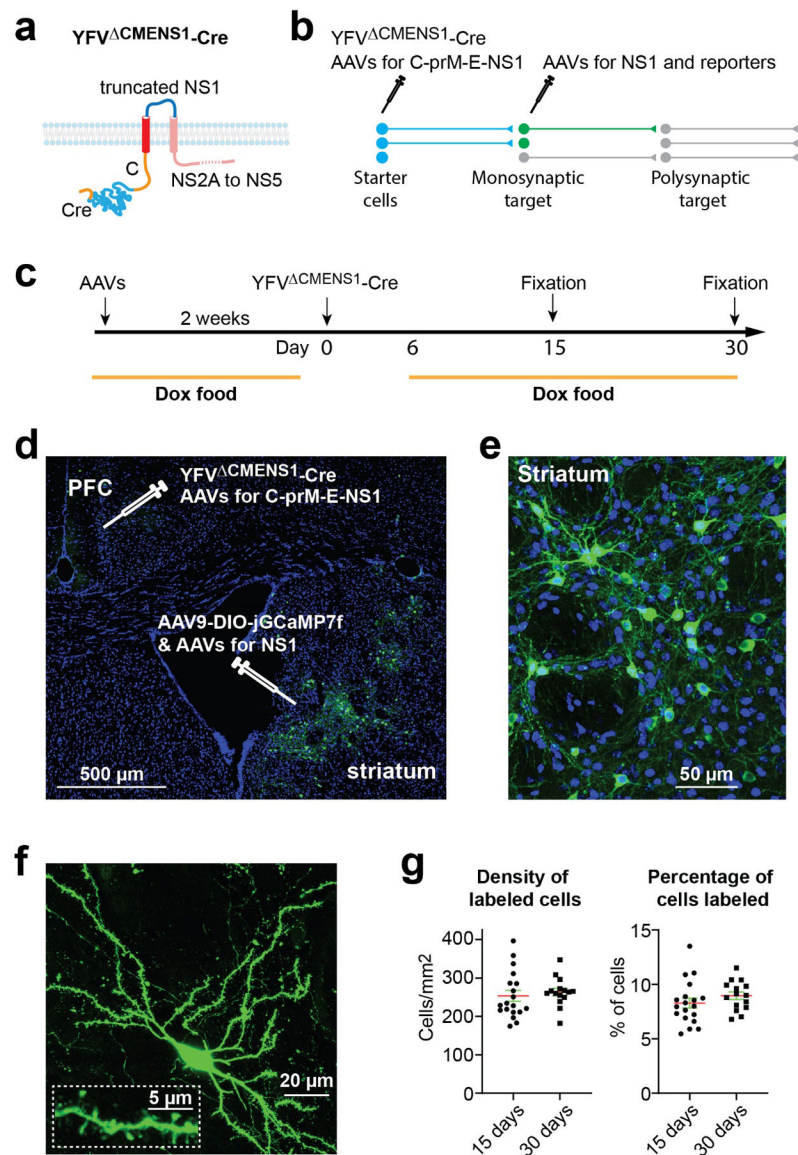 a
YFVΔCMENS1-Cre
truncated NS1
C
NS2A to NS5
Cre
b
YFVΔCMENS1-Cre
AAVs for C-prM-E-NS1
AAVs for NS1 and reporters
Starter
cells
Monosynaptic
target
Polysynaptic
target
c
AAVs
YFVΔCMENS1-Cre
Fixation
Fixation
2 weeks
Day 0 6 15 30
Dox food
Dox food
d
PFC
YFVΔCMENS1-Cre
AAVs for C-prM-E-NS1
AAV9-DIO-jGCaMP7f
& AAVs for NS1
500 μm
striatum
e
Striatum
50 μm
f
5 μm
20 μm
g
Density of
labeled cells
Cells/mm2
400
300
200
100
0
15 days
30 days
Percentage of
cells labeled
% of cells
15
10
5
0
15 days
30 days